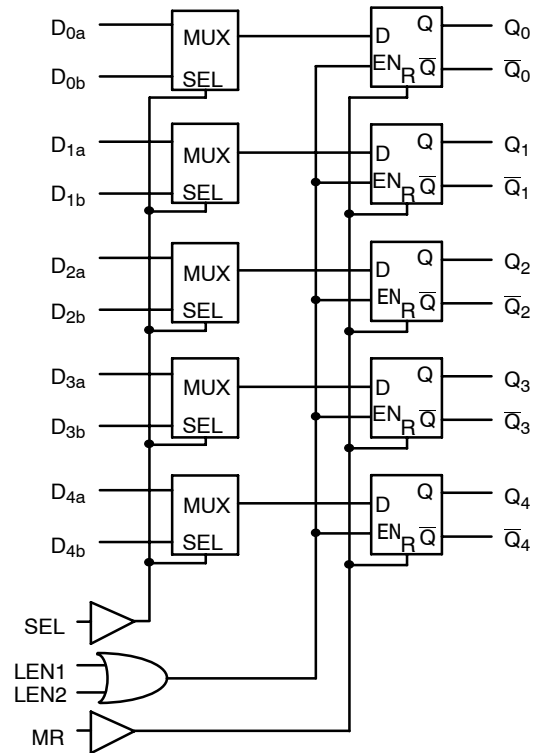 D0a MUX Q Q0
D
D0b SEL EN R Q̅ Q̅0
D1a MUX Q Q1
D
D1b SEL EN R Q̅ Q̅1
D2a MUX Q Q2
D
D2b SEL EN R Q̅ Q̅2
D3a MUX Q Q3
D
D3b SEL EN R Q̅ Q̅3
D4a MUX Q Q4
D
D4b SEL EN R Q̅ Q̅4
SEL
LEN1
LEN2
MR